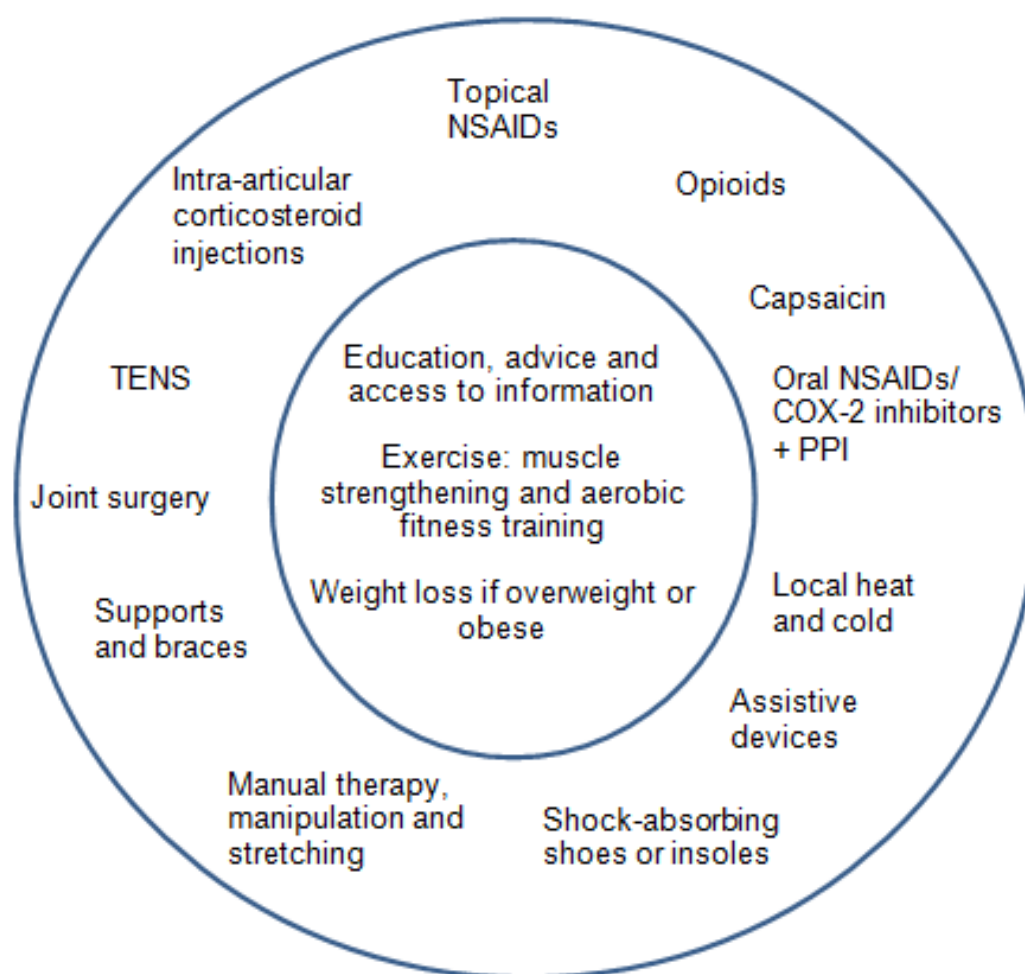 Topical
NSAIDs
Opioids
Intra-articular
corticosteroid
injections
Capsaicin
Education, advice and
access to information
TENS
Oral NSAIDs/
COX-2 inhibitors
+ PPI
Exercise: muscle
strengthening and aerobic
fitness training
Joint surgery
Weight loss if overweight or
obese
Local heat
and cold
Supports
and braces
Assistive
devices
Manual therapy,
manipulation and
stretching
Shock-absorbing
shoes or insoles